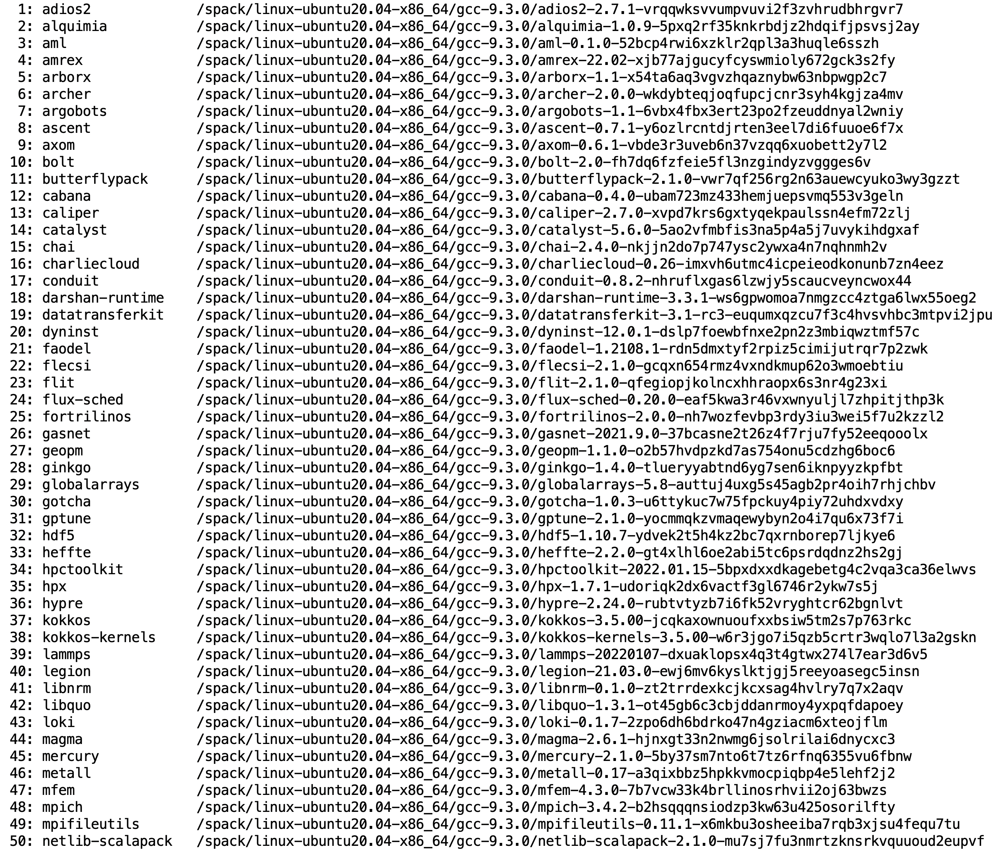 1: adios2 /spack/linux-ubuntu20.04-x86_64/gcc-9.3.0/adios2-2.7.1-vrqqwksvvumpvuvi2f3zvhrudbhrgvr7
2: alquimia /spack/linux-ubuntu20.04-x86_64/gcc-9.3.0/alquimia-1.0.9-5pxq2rf35knkrbdjz2hdqifjpsvsj2ay
3: aml /spack/linux-ubuntu20.04-x86_64/gcc-9.3.0/aml-0.1.0-52bcp4rwi6xzklr2qpl3a3huqle6sszh
4: amrex /spack/linux-ubuntu20.04-x86_64/gcc-9.3.0/amrex-22.02-xjb77ajgucyfcyswmioly672gck3s2fy
5: arborx /spack/linux-ubuntu20.04-x86_64/gcc-9.3.0/arborx-1.1-x54ta6aq3vgvzhqaznybw63nbpwgp2c7
6: archer /spack/linux-ubuntu20.04-x86_64/gcc-9.3.0/archer-2.0.0-wkdybteqjoqfupcjcnr3syh4kgjza4mv
7: argobots /spack/linux-ubuntu20.04-x86_64/gcc-9.3.0/argobots-1.1-6vbx4fbx3ert23po2fzeuddnyal2wniy
8: ascent /spack/linux-ubuntu20.04-x86_64/gcc-9.3.0/ascent-0.7.1-y6ozlrcntdjrten3eel7di6fuuoe6f7x
9: axom /spack/linux-ubuntu20.04-x86_64/gcc-9.3.0/axom-0.6.1-vbde3r3uveb6n37vzqq6xuobett2y7l2
10: bolt /spack/linux-ubuntu20.04-x86_64/gcc-9.3.0/bolt-2.0-fh7dq6fzfeie5fl3nzgindyzvggges6v
11: butterflypack /spack/linux-ubuntu20.04-x86_64/gcc-9.3.0/butterflypack-2.1.0-vwr7qf256rg2n63auewcyuko3wy3gzzt
12: cabana /spack/linux-ubuntu20.04-x86_64/gcc-9.3.0/cabana-0.4.0-ubam723mz433hemjuepsvmq553v3geln
13: caliper /spack/linux-ubuntu20.04-x86_64/gcc-9.3.0/caliper-2.7.0-xvpd7krs6gxtyqekpaulssn4efm72zlj
14: catalyst /spack/linux-ubuntu20.04-x86_64/gcc-9.3.0/catalyst-5.6.0-5ao2vfmbfis3na5p4a5j7uvykihdgxaf
15: chai /spack/linux-ubuntu20.04-x86_64/gcc-9.3.0/chai-2.4.0-nkjjn2do7p747ysc2ywxa4n7nqhnmh2v
16: charliecloud /spack/linux-ubuntu20.04-x86_64/gcc-9.3.0/charliecloud-0.26-imxvh6utmc4icpeieodkonunb7zn4eez
17: conduit /spack/linux-ubuntu20.04-x86_64/gcc-9.3.0/conduit-0.8.2-nhruflxgas6lzwjy5scaucveyncwox44
18: darshan-runtime /spack/linux-ubuntu20.04-x86_64/gcc-9.3.0/darshan-runtime-3.3.1-ws6gpwomoa7nmgzcc4ztga6lwx55oeg2
19: datatransferkit /spack/linux-ubuntu20.04-x86_64/gcc-9.3.0/datatransferkit-3.1-rc3-euqumxqzcu7f3c4hvsvhbc3mtpvi2jpu
20: dyninst /spack/linux-ubuntu20.04-x86_64/gcc-9.3.0/dyninst-12.0.1-dslp7foewbfnxe2pn2z3mbiqwztmf57c
21: faodel /spack/linux-ubuntu20.04-x86_64/gcc-9.3.0/faodel-1.2108.1-rdn5dmxtyf2rpiz5cimijutrqr7p2zwk
22: flecsi /spack/linux-ubuntu20.04-x86_64/gcc-9.3.0/flecsi-2.1.0-gcqxn654rmz4vxndkmup62o3wmoebtiu
23: flit /spack/linux-ubuntu20.04-x86_64/gcc-9.3.0/flit-2.1.0-qfegiopjkolncxhhraopx6s3nr4g23xi
24: flux-sched /spack/linux-ubuntu20.04-x86_64/gcc-9.3.0/flux-sched-0.20.0-eaf5kwa3r46vxwnyuljl7zhpitjthp3k
25: fortrilinos /spack/linux-ubuntu20.04-x86_64/gcc-9.3.0/fortrilinos-2.0.0-nh7wozfevbp3rdy3iu3wei5f7u2kzzl2
26: gasnet /spack/linux-ubuntu20.04-x86_64/gcc-9.3.0/gasnet-2021.9.0-37bcasne2t26z4f7rju7fy52eeqooolx
27: geopm /spack/linux-ubuntu20.04-x86_64/gcc-9.3.0/geopm-1.1.0-o2b57hvdpzkd7as754onu5cdzhg6boc6
28: ginkgo /spack/linux-ubuntu20.04-x86_64/gcc-9.3.0/ginkgo-1.4.0-tlueryyabtnd6yg7sen6iknpyyzkpfbt
29: globalarrays /spack/linux-ubuntu20.04-x86_64/gcc-9.3.0/globalarrays-5.8-auttuj4uxg5s45agb2pr4oih7rhjchbv
30: gotcha /spack/linux-ubuntu20.04-x86_64/gcc-9.3.0/gotcha-1.0.3-u6ttykuc7w75fpckuy4piy72uhdxvdxy
31: gptune /spack/linux-ubuntu20.04-x86_64/gcc-9.3.0/gptune-2.1.0-yocmmqkzvmaqewybyn2o4i7qu6x73f7i
32: hdf5 /spack/linux-ubuntu20.04-x86_64/gcc-9.3.0/hdf5-1.10.7-ydvek2t5h4kz2bc7qxrnborep7ljkye6
33: heffte /spack/linux-ubuntu20.04-x86_64/gcc-9.3.0/heffte-2.2.0-gt4xlhl6oe2abi5tc6psrdqdnz2hs2gj
34: hpctoolkit /spack/linux-ubuntu20.04-x86_64/gcc-9.3.0/hpctoolkit-2022.01.15-5bpxdxxdkagebetg4c2vqa3ca36elwvs
35: hpx /spack/linux-ubuntu20.04-x86_64/gcc-9.3.0/hpx-1.7.1-udoriqk2dx6vactf3gl6746r2ykw7s5j
36: hypre /spack/linux-ubuntu20.04-x86_64/gcc-9.3.0/hypre-2.24.0-rubtvtyzb7i6fk52vryghtcr62bgnlvt
37: kokkos /spack/linux-ubuntu20.04-x86_64/gcc-9.3.0/kokkos-3.5.00-jcqkaxownuoufxxbsiw5tm2s7p763rkc
38: kokkos-kernels /spack/linux-ubuntu20.04-x86_64/gcc-9.3.0/kokkos-kernels-3.5.00-w6r3jgo7i5qzb5crtr3wqlo7l3a2gskn
39: lammps /spack/linux-ubuntu20.04-x86_64/gcc-9.3.0/lammps-20220107-dxuaklopsx4q3t4gtwx274l7ear3d6v5
40: legion /spack/linux-ubuntu20.04-x86_64/gcc-9.3.0/legion-21.03.0-ewj6mv6kyslktjgj5reeyoasegc5insn
41: libnrm /spack/linux-ubuntu20.04-x86_64/gcc-9.3.0/libnrm-0.1.0-zt2trrdexkcjkcxsag4hvlry7q7x2aqv
42: libquo /spack/linux-ubuntu20.04-x86_64/gcc-9.3.0/libquo-1.3.1-ot45gb6c3cbjddanrmoy4yxpqfdapoey
43: loki /spack/linux-ubuntu20.04-x86_64/gcc-9.3.0/loki-0.1.7-2zpo6dh6bdrko47n4gziacm6xteojflm
44: magma /spack/linux-ubuntu20.04-x86_64/gcc-9.3.0/magma-2.6.1-hjnxgt33n2nwmg6jsolrilai6dnycxc3
45: mercury /spack/linux-ubuntu20.04-x86_64/gcc-9.3.0/mercury-2.1.0-5by37sm7nto6t7tz6rfnq6355vu6fbnw
46: metall /spack/linux-ubuntu20.04-x86_64/gcc-9.3.0/metall-0.17-a3qixbbz5hpkkvmocpiqbp4e5lehf2j2
47: mfem /spack/linux-ubuntu20.04-x86_64/gcc-9.3.0/mfem-4.3.0-7b7vcw33k4brllinosrhvii2oj63bwzs
48: mpich /spack/linux-ubuntu20.04-x86_64/gcc-9.3.0/mpich-3.4.2-b2hsqqqnsiodzp3kw63u425osorilfty
49: mpifileutils /spack/linux-ubuntu20.04-x86_64/gcc-9.3.0/mpifileutils-0.11.1-x6mkbu3osheeiba7rqb3xjsu4fequ7tu
50: netlib-scalapack /spack/linux-ubuntu20.04-x86_64/gcc-9.3.0/netlib-scalapack-2.1.0-mu7sj7fu3nmrtzknsrkvquuoud2eupvf